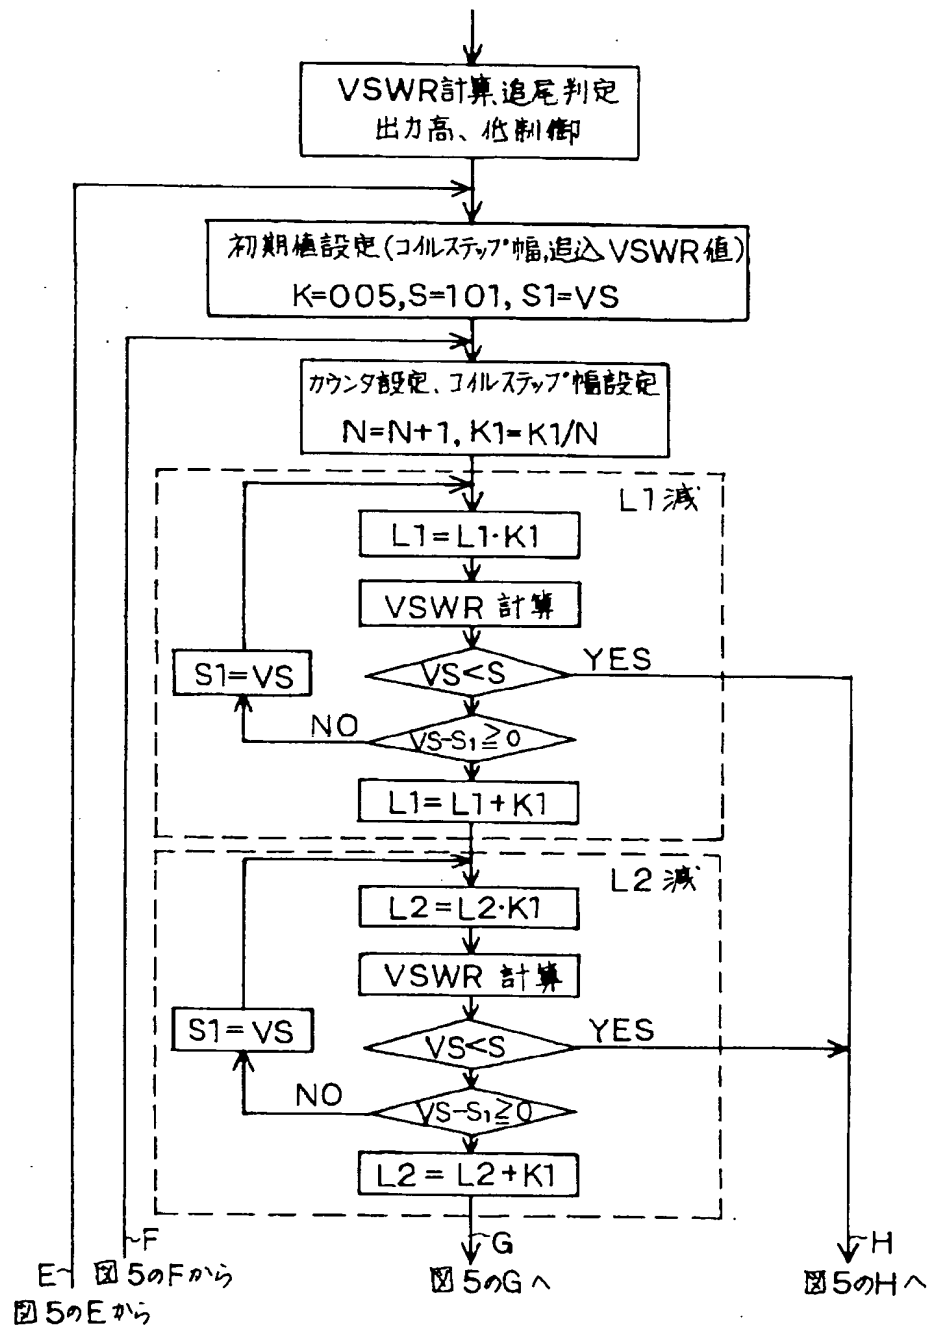 VSWR計算、追尾判定
出力高、低制御
初期値設定(コイルステップ幅,追込VSWR値)
K=005,S=101, S1=VS
カウンタ設定、コイルステップ幅設定
N=N+1, K1=K1/N
L1減
L1=L1·K1
VSWR 計算
VS<S
YES
S1=VS
NO
VS-S1≧0
L1=L1+K1
L2減
L2=L2·K1
VSWR 計算
VS<S
YES
S1=VS
NO
VS-S1≧0
L2=L2+K1
E
図5のEから
F
図5のFから
G
図5のGへ
H
図5のHへ